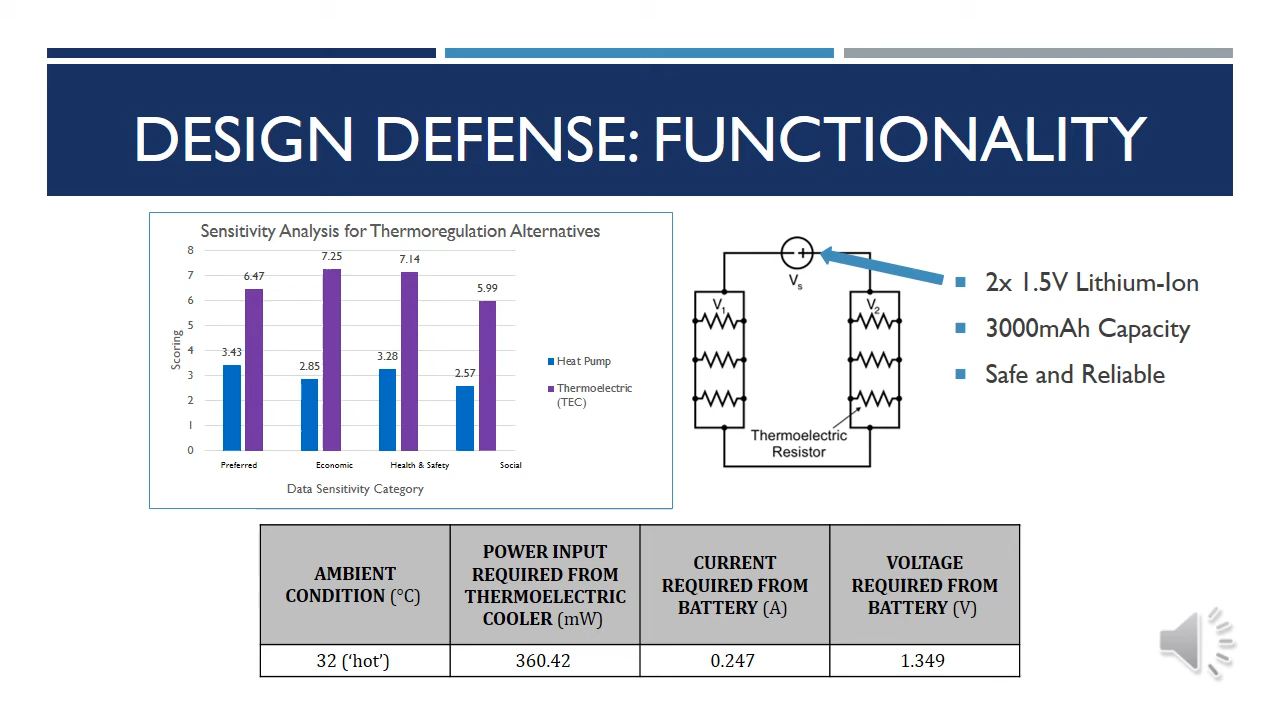 DESIGN DEFENSE: FUNCTIONALITY
Sensitivity Analysis for Thermoregulation Alternatives
8
7
6
5
4
3
2
1
0
Scoring
3.43
6.47
2.85
7.25
3.28
7.14
2.57
5.99
Preferred
Economic
Health & Safety
Social
Data Sensitivity Category
Heat Pump
Thermoelectric
(TEC)
Vs
V1
V2
Thermoelectric
Resistor
2x 1.5V Lithium-Ion
3000mAh Capacity
Safe and Reliable
AMBIENT
CONDITION (°C)
POWER INPUT
REQUIRED FROM
THERMOELECTRIC
COOLER (mW)
CURRENT
REQUIRED FROM
BATTERY (A)
VOLTAGE
REQUIRED FROM
BATTERY (V)
32 (‘hot’)
360.42
0.247
1.349